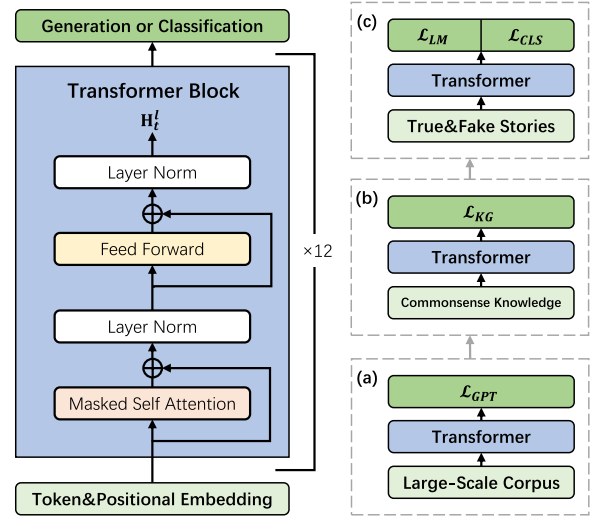 Generation or Classification
Transformer Block
H_t^l
Layer Norm
⊕
Feed Forward
Layer Norm
⊕
Masked Self Attention
Token&Positional Embedding
×12
(c)
ℒ_LM
ℒ_CLS
Transformer
True&Fake Stories
(b)
ℒ_KG
Transformer
Commonsense Knowledge
(a)
ℒ_GPT
Transformer
Large-Scale Corpus